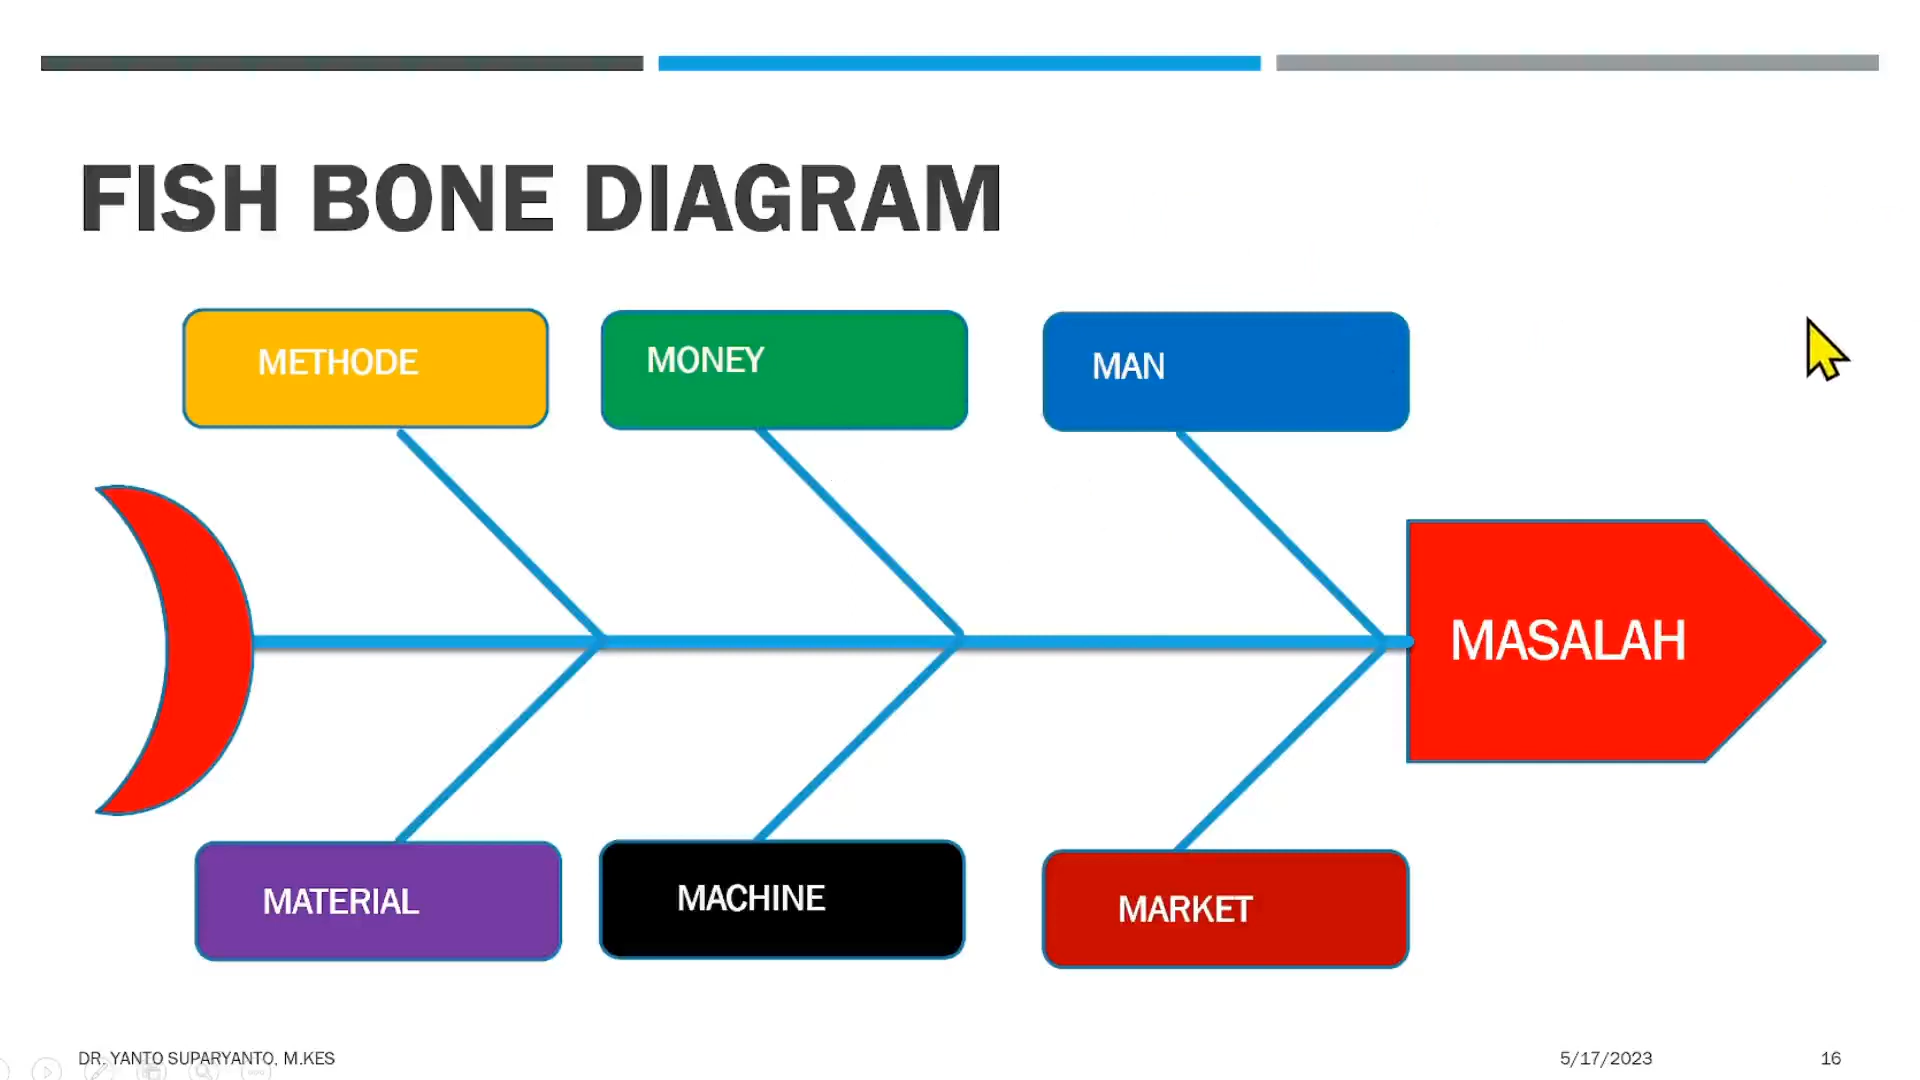 FISH BONE DIAGRAM
METHODE
MONEY
MAN
MASALAH
MATERIAL
MACHINE
MARKET
DR. YANTO SUPARYANTO, M.KES
5/17/2023
16